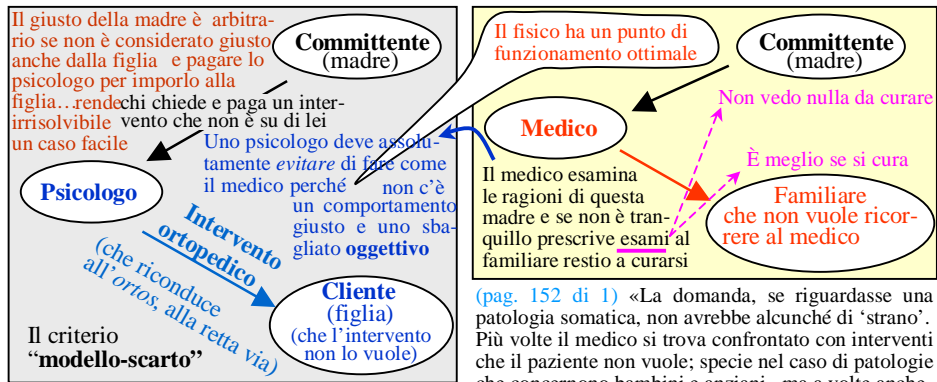 Il giusto della madre è arbitra-
rio se non è considerato giusto
anche dalla figlia e pagare lo
psicologo per imporlo alla
figlia…rende
irrisolvibile
un caso facile
Committente
(madre)
chi chiede e paga un inter-
vento che non è su di lei
Uno psicologo deve assolu-
tamente evitare di fare come
il medico perché non c'è
un comportamento
giusto e uno sba-
gliato oggettivo
Psicologo
Intervento
ortopedico
(che riconduce
all'ortos, alla retta via)
Cliente
(figlia)
(che l'intervento
non lo vuole)
Il criterio
"modello-scarto"
Il fisico ha un punto di
funzionamento ottimale
Committente
(madre)
Medico
Non vedo nulla da curare
È meglio se si cura
Il medico esamina
le ragioni di questa
madre e se non è tran-
quillo prescrive esami al
familiare restio a curarsi
Familiare
che non vuole ricor-
rere al medico
(pag. 152 di 1) «La domanda, se riguardasse una
patologia somatica, non avrebbe alcunché di 'strano'.
Più volte il medico si trova confrontato con interventi
che il paziente non vuole; specie nel caso di patologie
che concernono bambini e anziani, ma a volte anche